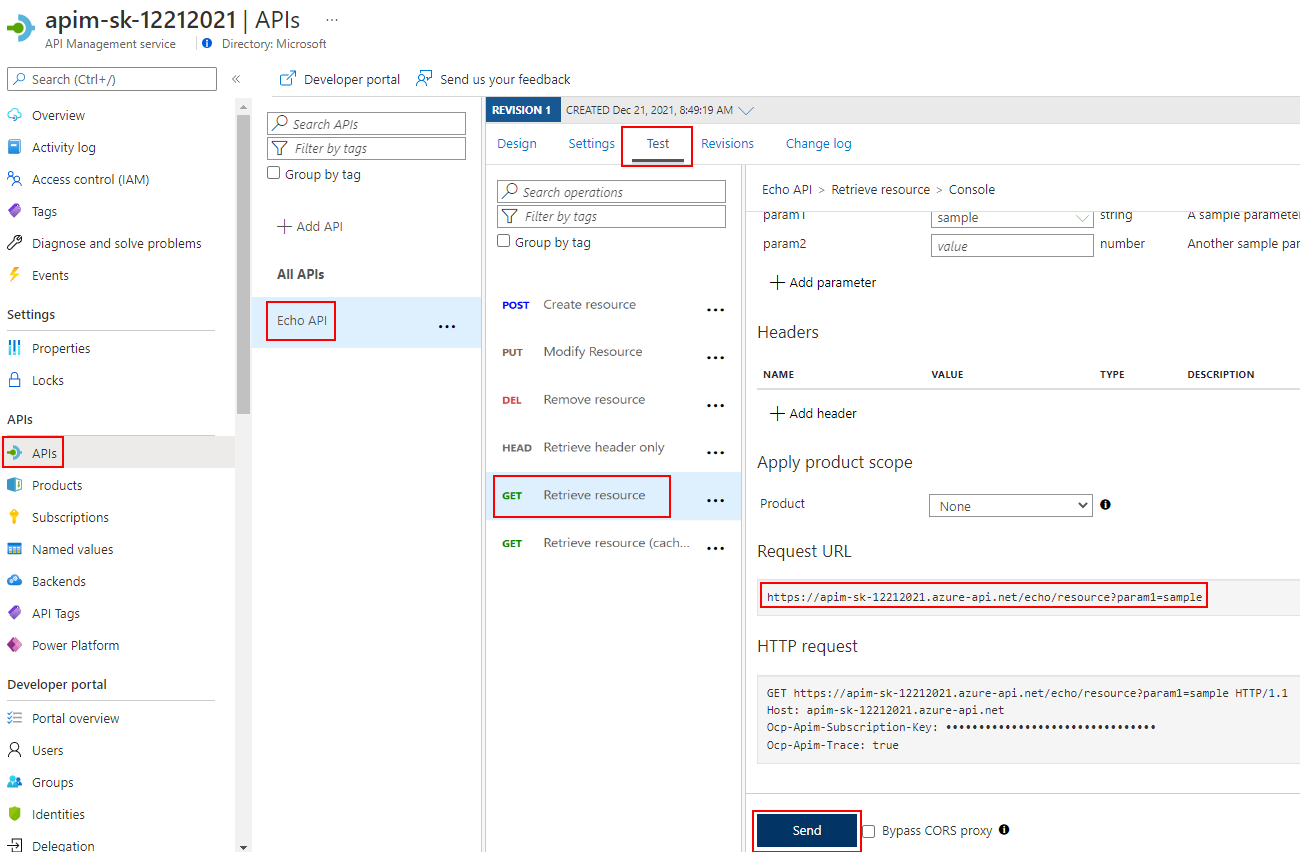 apim-sk-12212021 | APIs ...
API Management service Directory: Microsoft
Search (Ctrl+/) «
Overview
Activity log
Access control (IAM)
Tags
Diagnose and solve problems
Events
Settings
Properties
Locks
APIs
APIs
Products
Subscriptions
Named values
Backends
API Tags
Power Platform
Developer portal
Portal overview
Users
Groups
Identities
Delegation
Developer portal Send us your feedback
Search APIs
Filter by tags
Group by tag
Add API
All APIs
Echo API ...
REVISION 1 CREATED Dec 21, 2021, 8:49:19 AM
Design Settings Test Revisions Change log
Search operations
Filter by tags
Group by tag
POST Create resource ...
PUT Modify Resource ...
DEL Remove resource ...
HEAD Retrieve header only ...
GET Retrieve resource ...
GET Retrieve resource (cach... ...
Echo API > Retrieve resource > Console
param1 sample string A sample parameter
param2 value number Another sample par
Add parameter
Headers
NAME VALUE TYPE DESCRIPTION
Add header
Apply product scope
Product None
Request URL
https://apim-sk-12212021.azure-api.net/echo/resource?param1=sample
HTTP request
GET https://apim-sk-12212021.azure-api.net/echo/resource?param1=sample HTTP/1.1
Host: apim-sk-12212021.azure-api.net
Ocp-Apim-Subscription-Key: ••••••••••••••••••••••••••••••••
Ocp-Apim-Trace: true
Send Bypass CORS proxy